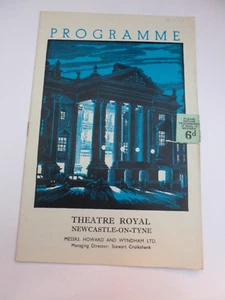 PROGRAMME
6d
THEATRE ROYAL
NEWCASTLE-ON-TYNE
MESSRS. HOWARD AND WYNDHAM LTD.
Managing Director: Stewart Cruikshank